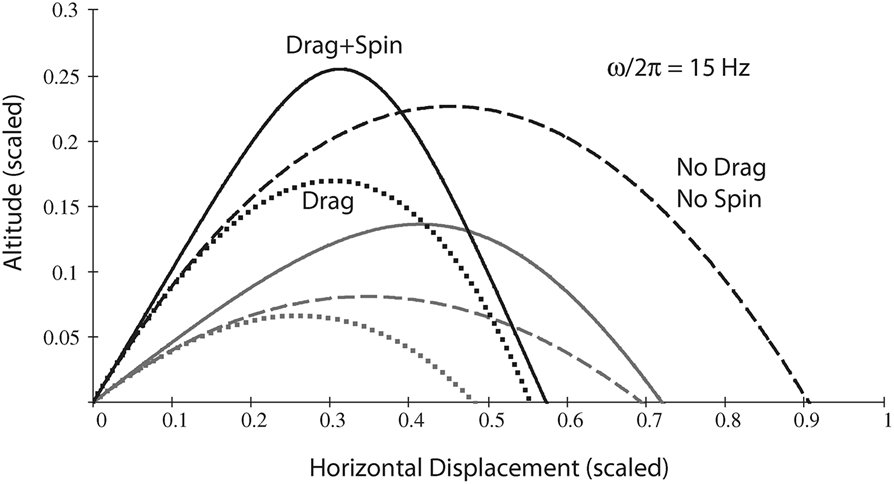 0.3
0.25
0.2
0.15
0.1
0.05
Altitude (scaled)
Drag+Spin
ω/2π = 15 Hz
No Drag
No Spin
Drag
0 0.1 0.2 0.3 0.4 0.5 0.6 0.7 0.8 0.9 1
Horizontal Displacement (scaled)